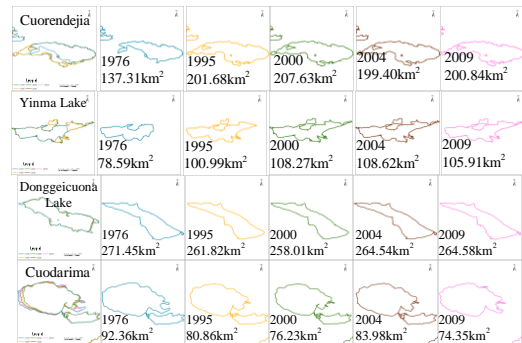 Cuorendejia
1976
137.31km²
1995
201.68km²
2000
207.63km²
2004
199.40km²
2009
200.84km²
Yinma Lake
1976
78.59km²
1995
100.99km²
2000
108.27km²
2004
108.62km²
2009
105.91km²
Donggeicuona
Lake
1976
271.45km²
1995
261.82km²
2000
258.01km²
2004
264.54km²
2009
264.58km²
Cuodarima
1976
92.36km²
1995
80.86km²
2000
76.23km²
2004
83.98km²
2009
74.35km²